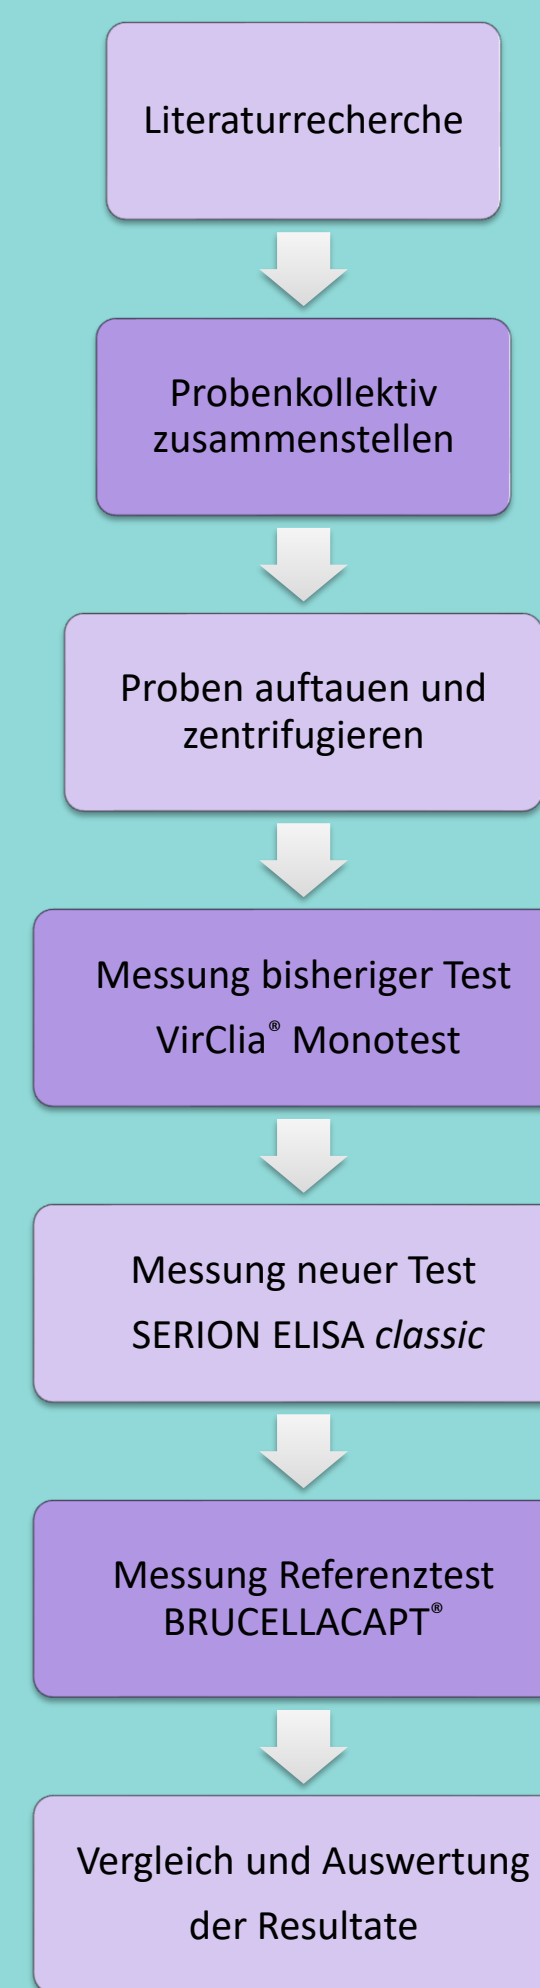 Literaturrecherche
Probenkollektiv
zusammenstellen
Proben auftauen und
zentrifugieren
Messung bisheriger Test
VirClia® Monotest
Messung neuer Test
SERION ELISA classic
Messung Referenztest
BRUCELLACAPT®
Vergleich und Auswertung
der Resultate